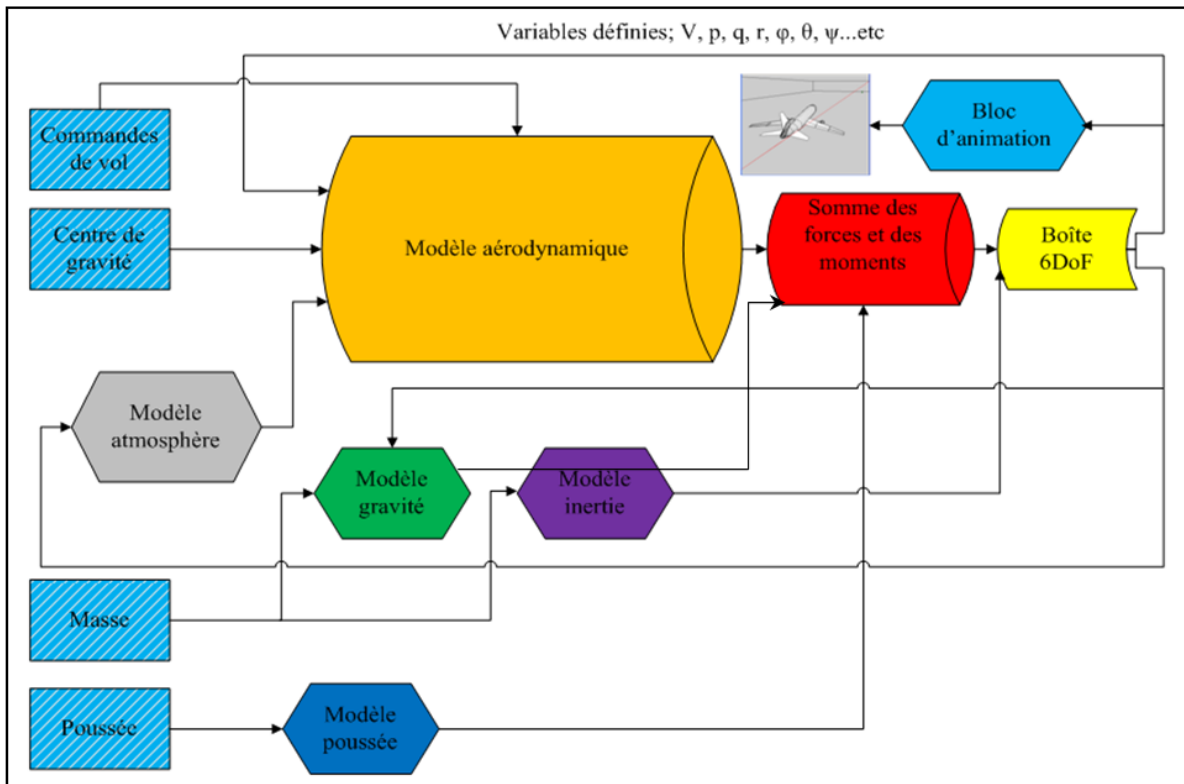 Variables définies; V, p, q, r, φ, θ, ψ...etc
Commandes
de vol
Bloc
d'animation
Centre de
gravité
Modèle aérodynamique
Somme des
forces et des
moments
Boîte
6DoF
Modèle
atmosphère
Modèle
gravité
Modèle
inertie
Masse
Poussée
Modèle
poussée